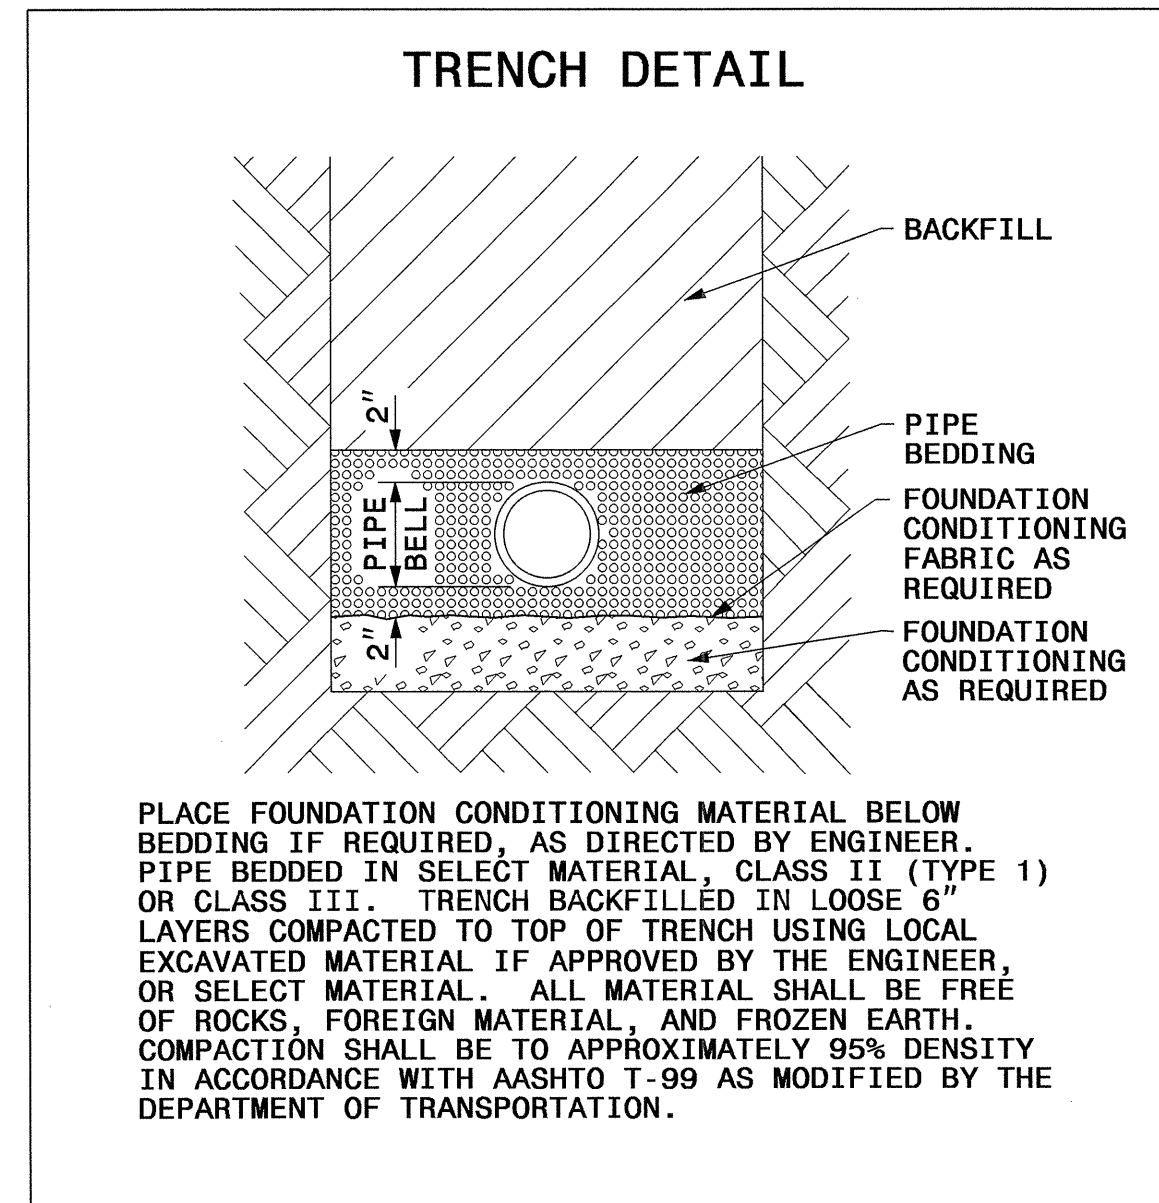 TRENCH DETAIL
BACKFILL
2"
PIPE
BEDDING
PIPE
BELL
FOUNDATION
CONDITIONING
FABRIC AS
REQUIRED
2"
FOUNDATION
CONDITIONING
AS REQUIRED
PLACE FOUNDATION CONDITIONING MATERIAL BELOW
BEDDING IF REQUIRED, AS DIRECTED BY ENGINEER.
PIPE BEDDED IN SELECT MATERIAL, CLASS II (TYPE 1)
OR CLASS III. TRENCH BACKFILLED IN LOOSE 6"
LAYERS COMPACTED TO TOP OF TRENCH USING LOCAL
EXCAVATED MATERIAL IF APPROVED BY THE ENGINEER,
OR SELECT MATERIAL. ALL MATERIAL SHALL BE FREE
OF ROCKS, FOREIGN MATERIAL, AND FROZEN EARTH.
COMPACTION SHALL BE TO APPROXIMATELY 95% DENSITY
IN ACCORDANCE WITH AASHTO T-99 AS MODIFIED BY THE
DEPARTMENT OF TRANSPORTATION.